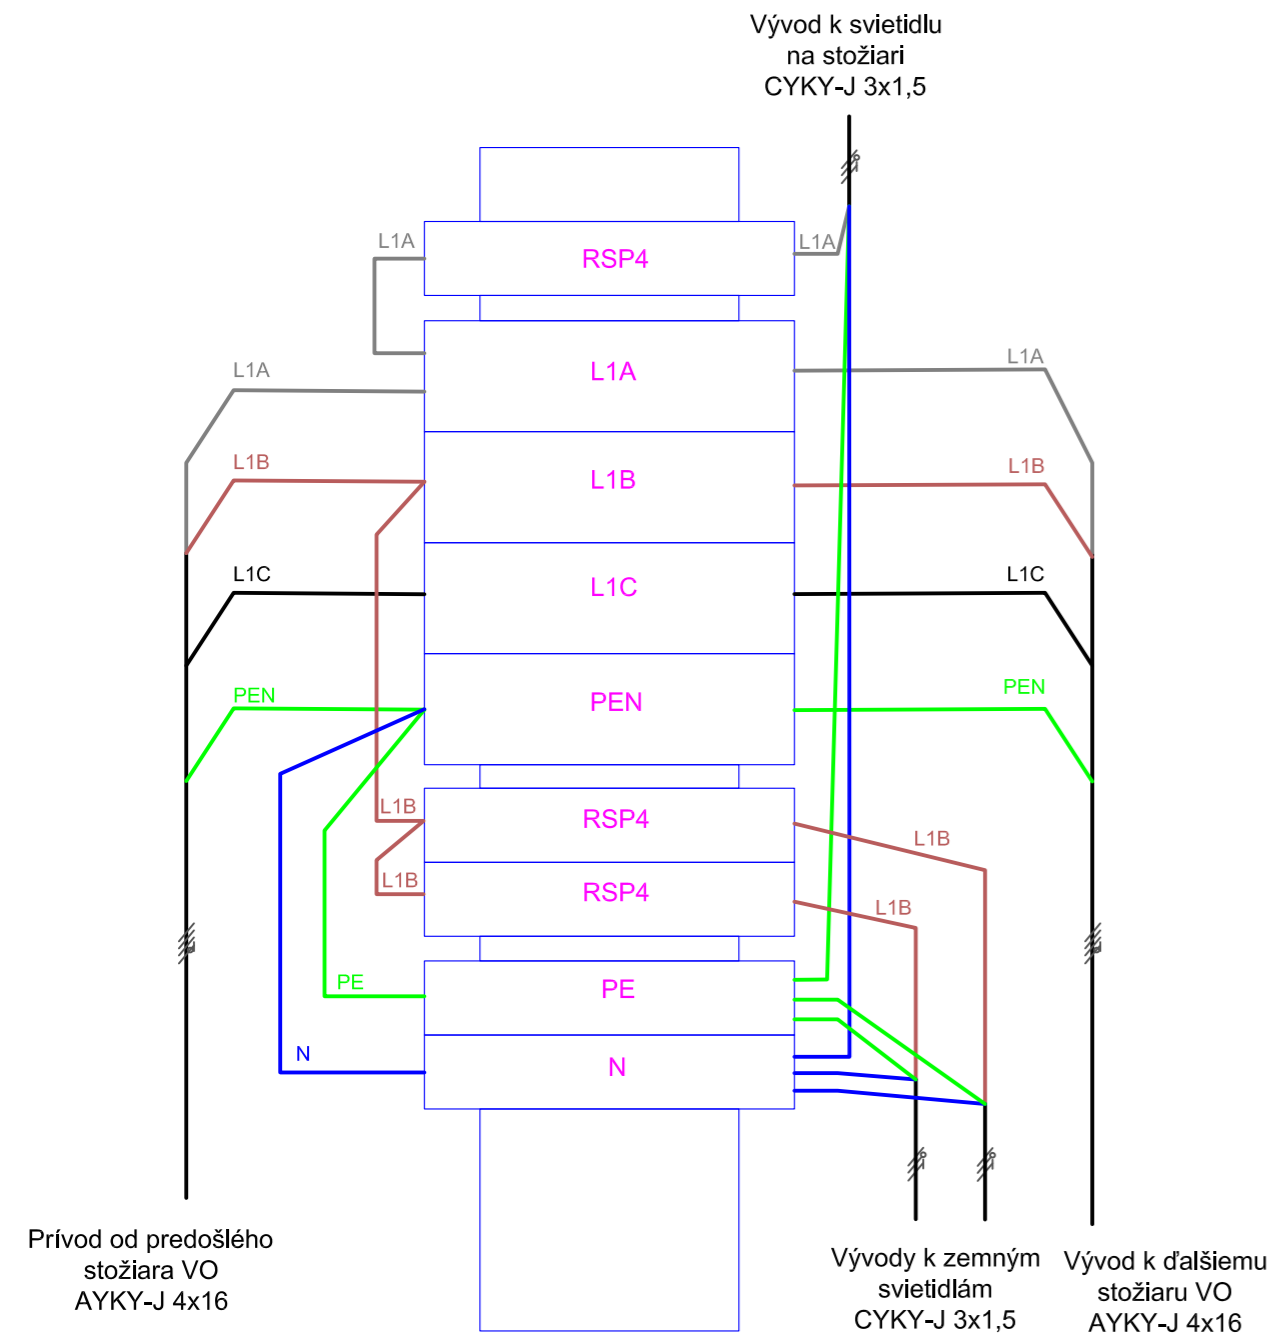 Vývod k svietidlu
na stožiari
CYKY-J 3x1,5
L1A
RSP4
L1A
L1A
L1A
L1A
L1B
L1B
L1B
L1C
L1C
L1C
PEN
PEN
PEN
L1B
RSP4
L1B
L1B
RSP4
L1B
PE
PE
N
N
Prívod od predošlého
stožiara VO
AYKY-J 4x16
Vývody k zemným
svietidlám
CYKY-J 3x1,5
Vývod k ďalšiemu
stožiaru VO
AYKY-J 4x16